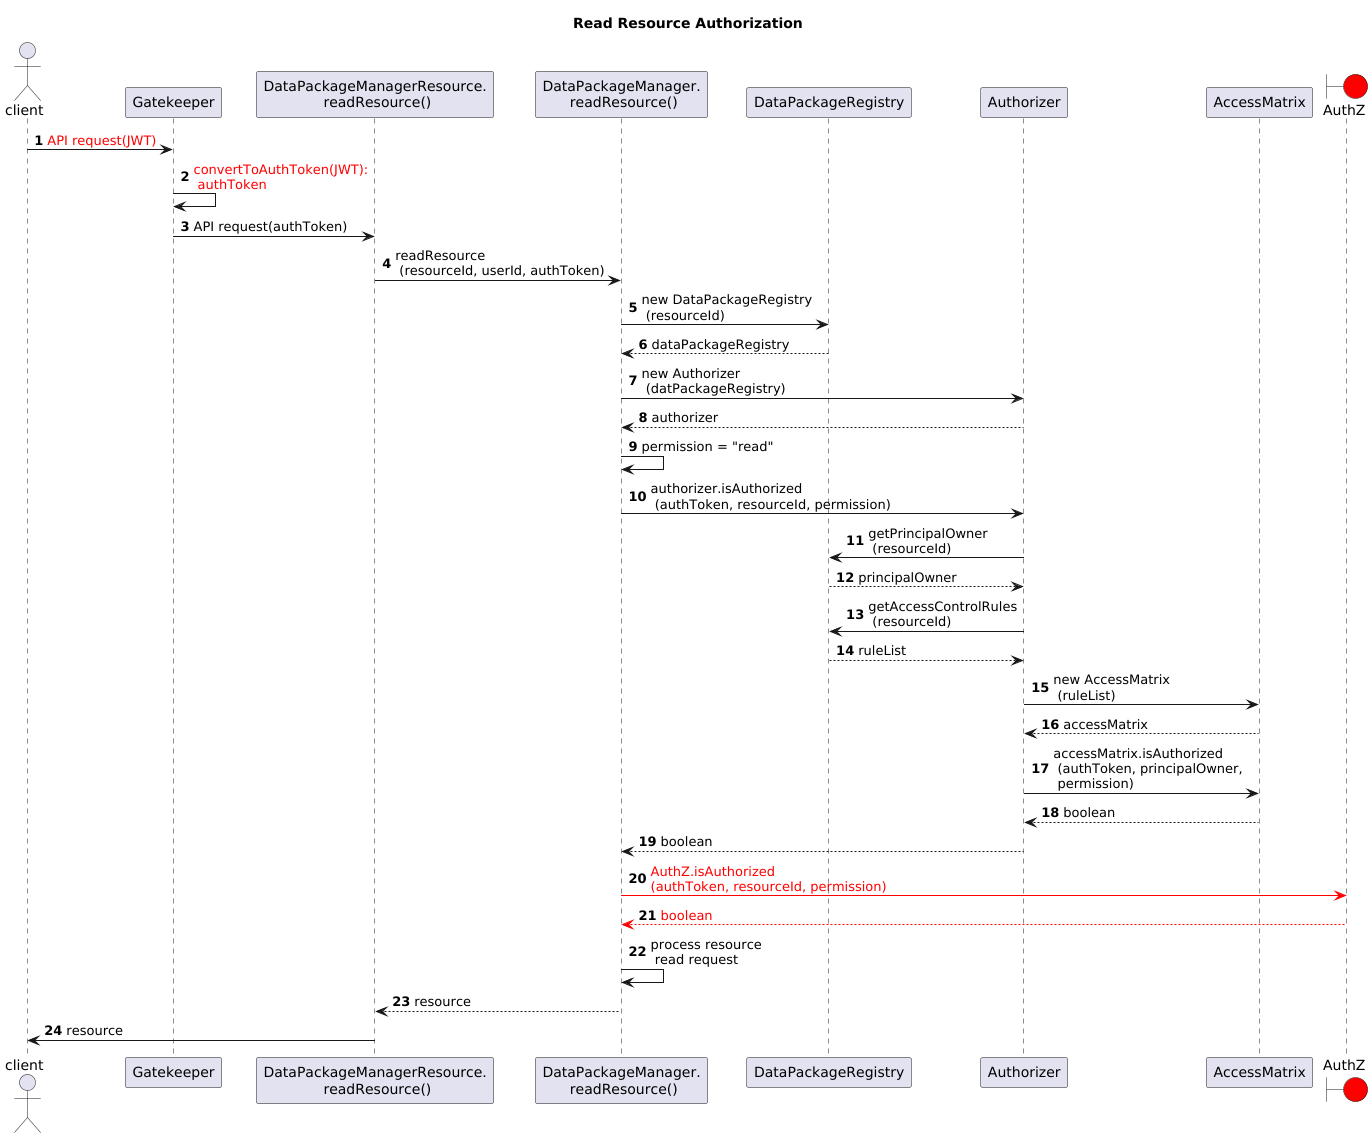 Read Resource Authorization
client
Gatekeeper
DataPackageManagerResource.
readResource()
DataPackageManager.
readResource()
DataPackageRegistry
Authorizer
AccessMatrix
AuthZ
1 API request(JWT)
2 convertToAuthToken(JWT):
authToken
3 API request(authToken)
4 readResource
(resourceId, userId, authToken)
5 new DataPackageRegistry
(resourceId)
6 dataPackageRegistry
7 new Authorizer
(datPackageRegistry)
8 authorizer
9 permission = "read"
10 authorizer.isAuthorized
(authToken, resourceId, permission)
11 getPrincipalOwner
(resourceId)
12 principalOwner
13 getAccessControlRules
(resourceId)
14 ruleList
15 new AccessMatrix
(ruleList)
16 accessMatrix
17 accessMatrix.isAuthorized
(authToken, principalOwner,
permission)
18 boolean
19 boolean
20 AuthZ.isAuthorized
(authToken, resourceId, permission)
21 boolean
22 process resource
read request
23 resource
24 resource
client
Gatekeeper
DataPackageManagerResource.
readResource()
DataPackageManager.
readResource()
DataPackageRegistry
Authorizer
AccessMatrix
AuthZ